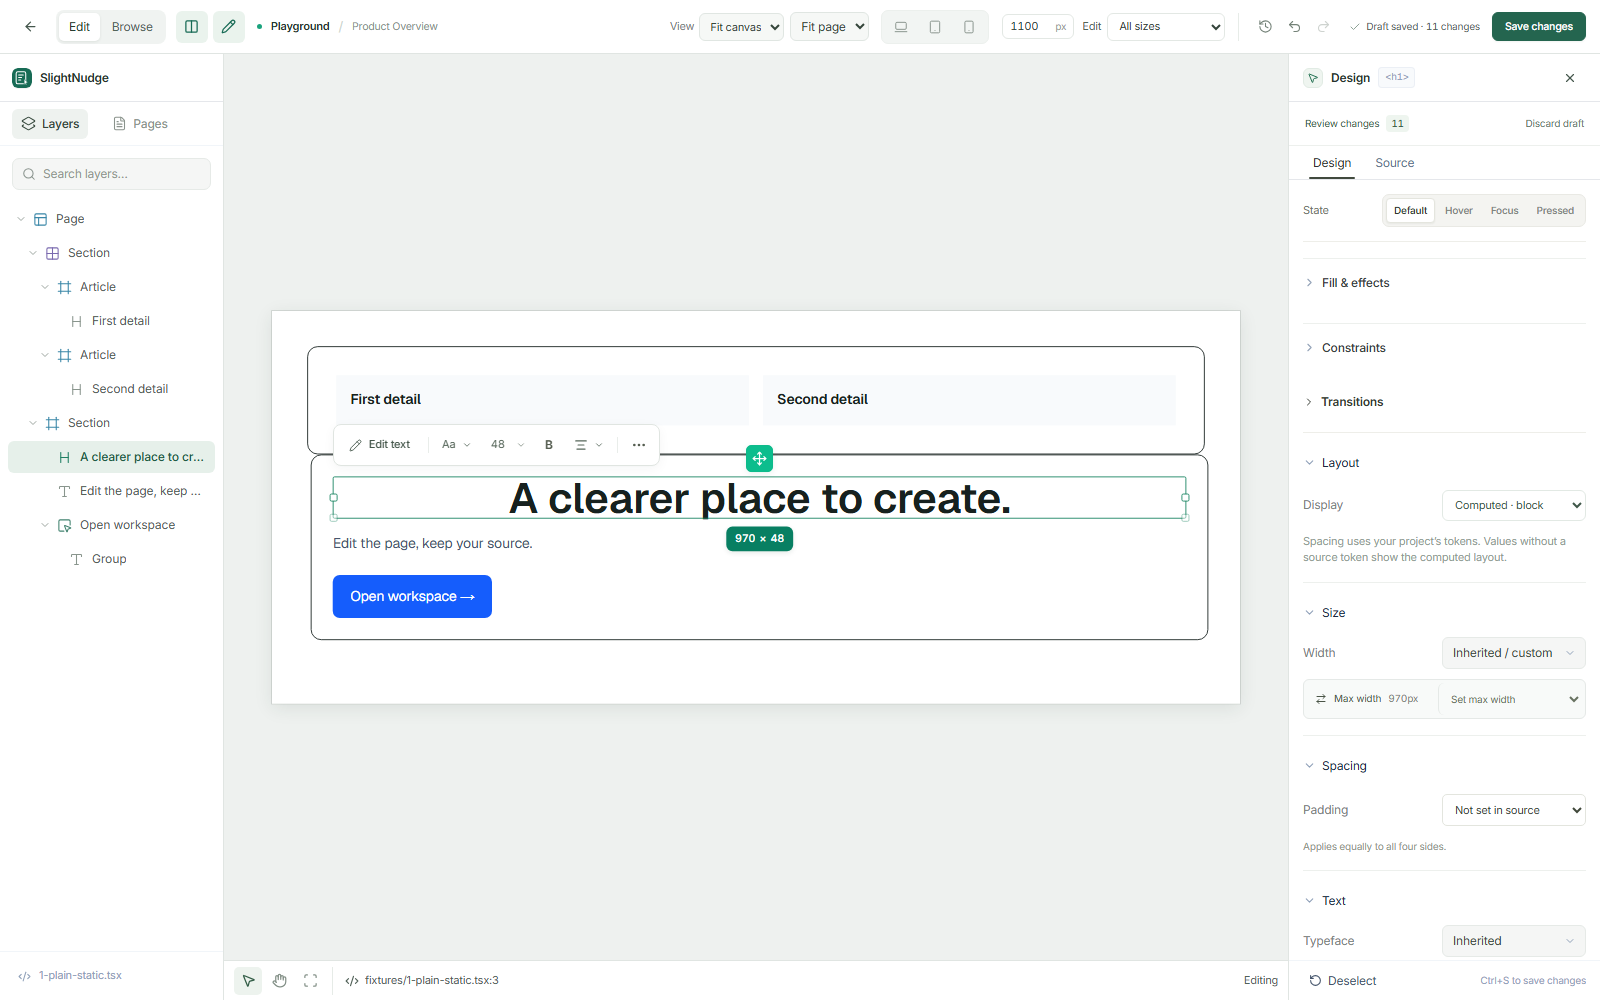 Edit Browse Playground / Product Overview View Fit canvas Fit page 1100 px Edit All sizes Draft saved · 11 changes Save changes
SlightNudge
Layers Pages
Search layers...
Page
Section
Article
First detail
Article
Second detail
Section
A clearer place to cr...
Edit the page, keep ...
Open workspace
Group
1-plain-static.tsx
First detail Second detail
Edit text Aa 48 B
A clearer place to create.
970 × 48
Edit the page, keep your source.
Open workspace →
fixtures/1-plain-static.tsx:3 Editing
Design <h1>
Review changes 11 Discard draft
Design Source
State Default Hover Focus Pressed
Fill & effects
Constraints
Transitions
Layout
Display Computed · block
Spacing uses your project's tokens. Values without a
source token show the computed layout.
Size
Width Inherited / custom
Max width 970px Set max width
Spacing
Padding Not set in source
Applies equally to all four sides.
Text
Typeface Inherited
Deselect Ctrl+S to save changes